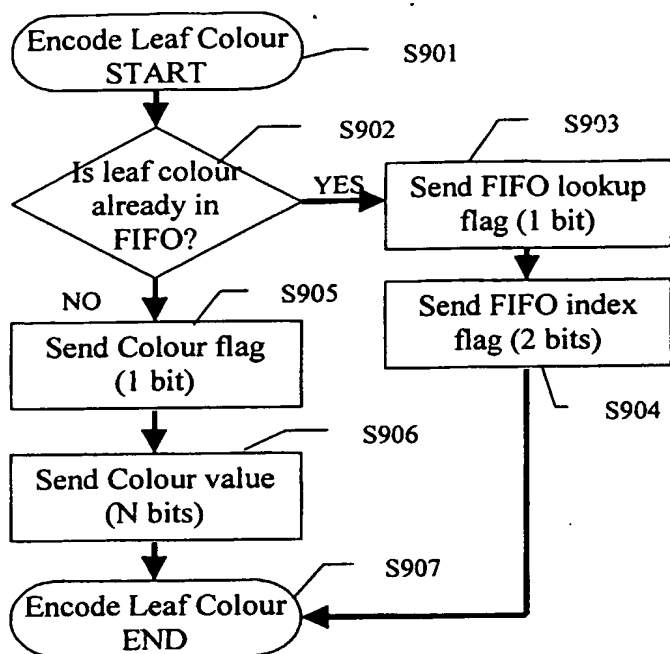 Encode Leaf Colour
START
S901
S902
Is leaf colour
already in
FIFO?
YES
S903
Send FIFO lookup
flag (1 bit)
NO
S905
Send Colour flag
(1 bit)
Send FIFO index
flag (2 bits)
S904
S906
Send Colour value
(N bits)
S907
Encode Leaf Colour
END